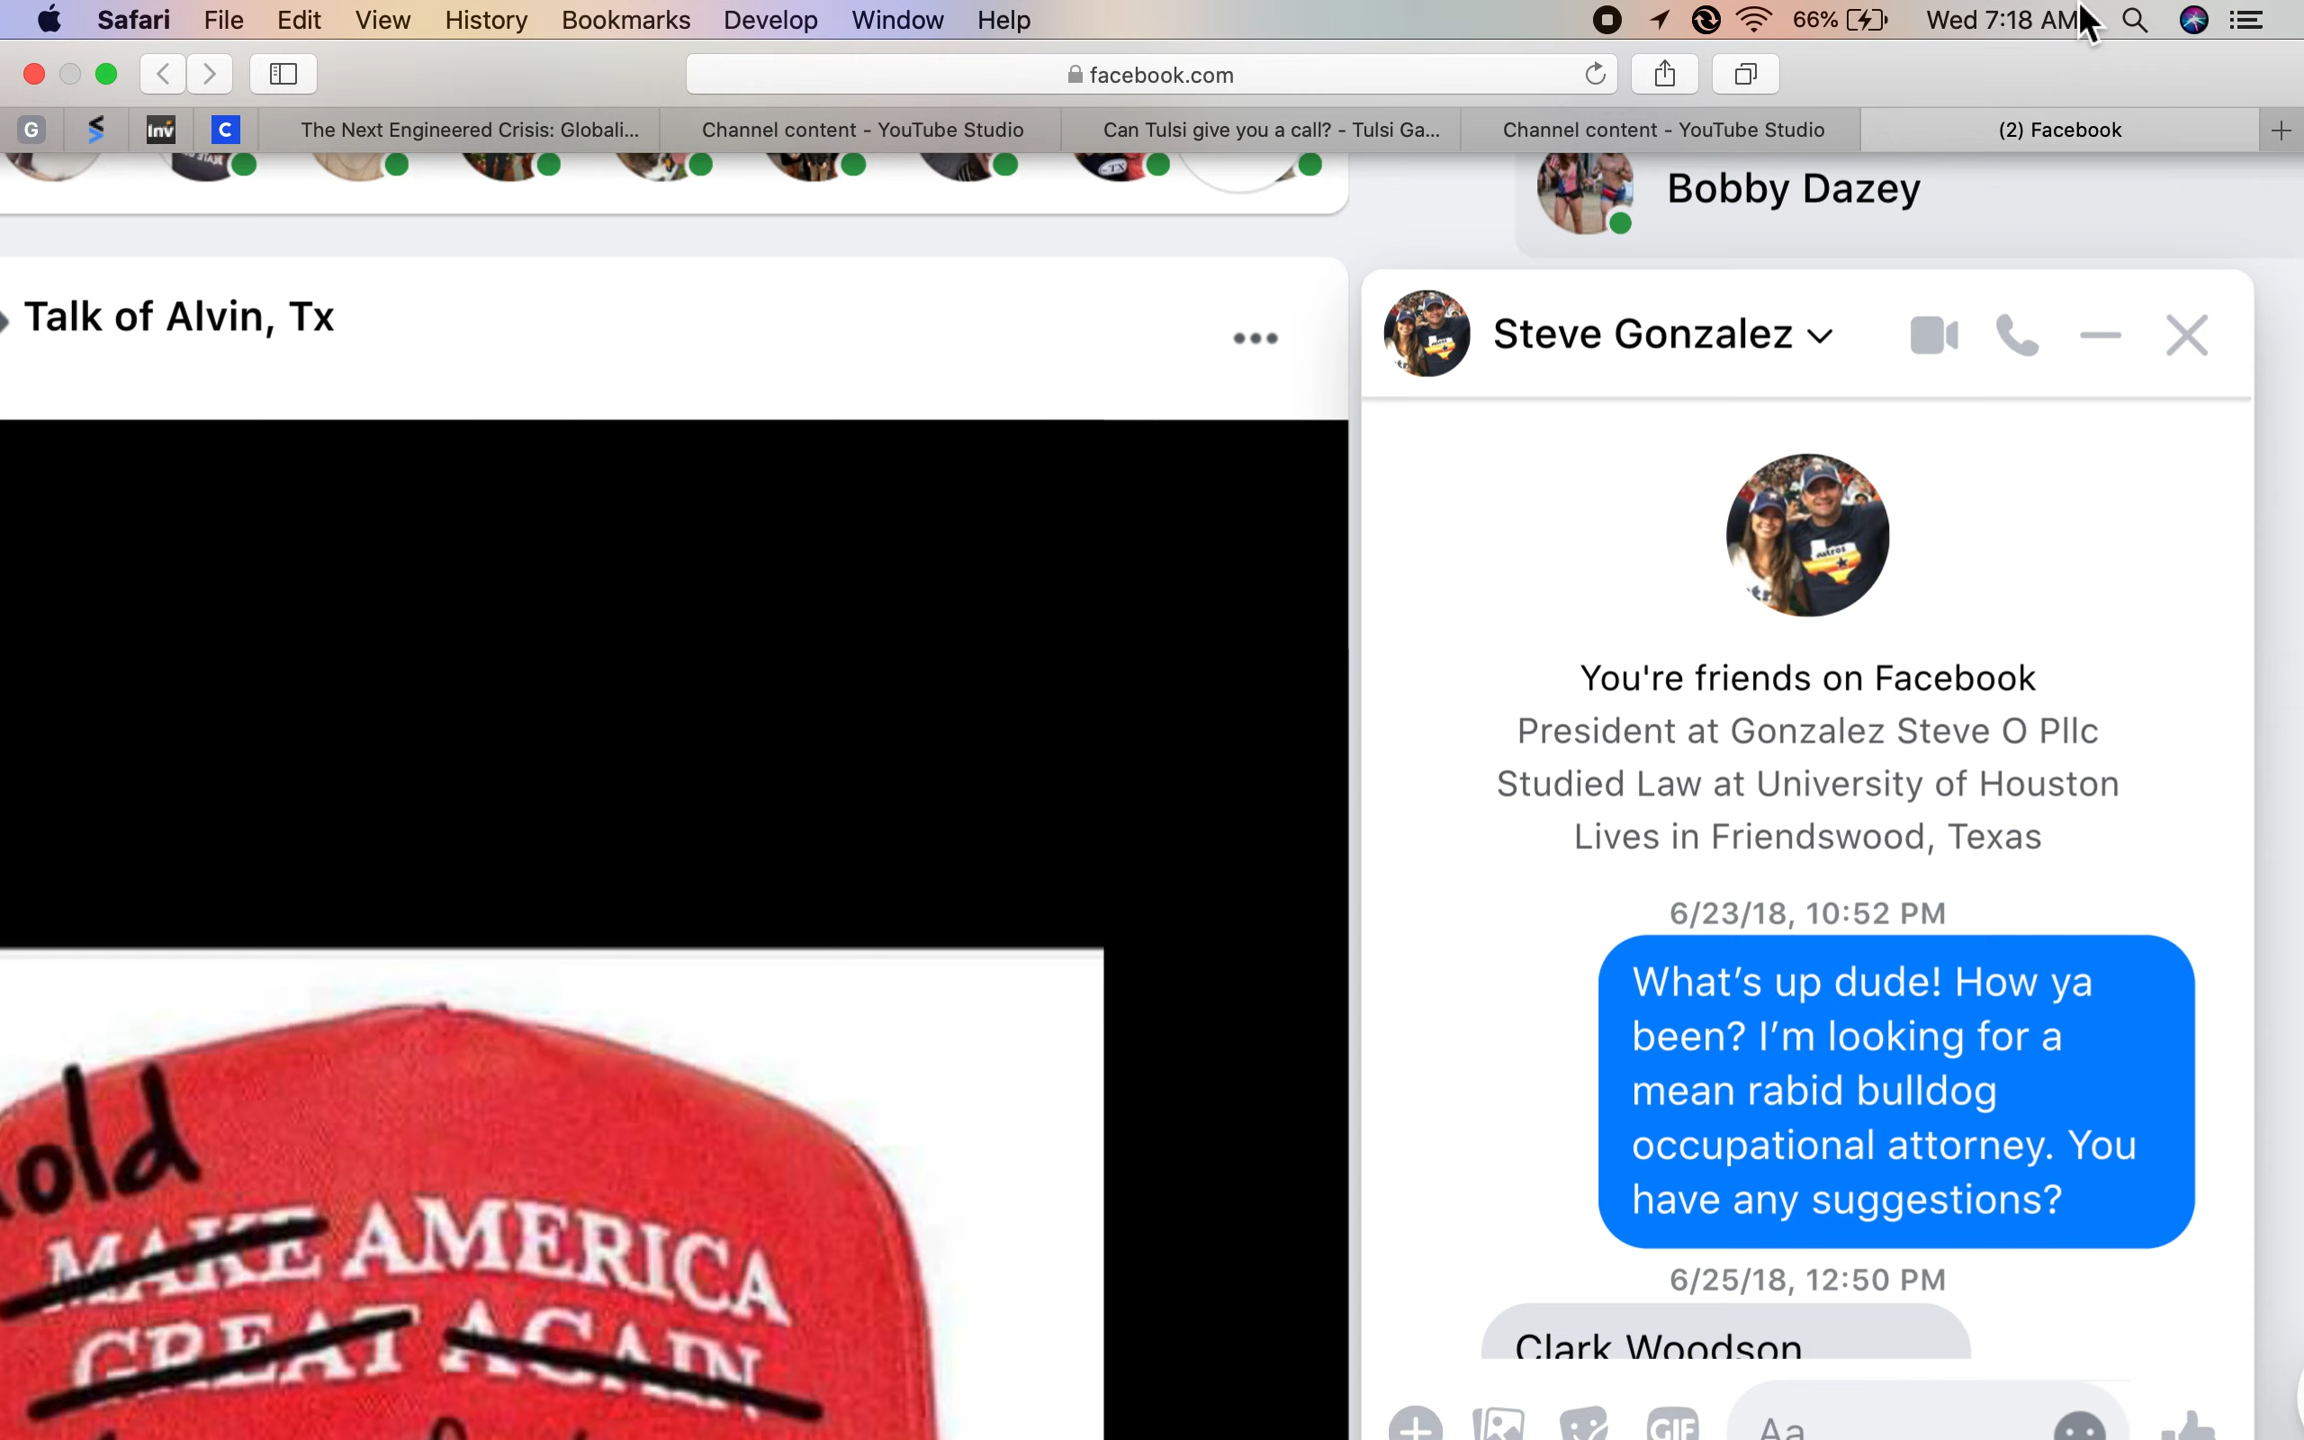 Safari File Edit View History Bookmarks Develop Window Help 66% Wed 7:18 AM
facebook.com
G Inv C The Next Engineered Crisis: Globali... Channel content - YouTube Studio Can Tulsi give you a call? - Tulsi Ga... Channel content - YouTube Studio (2) Facebook
Bobby Dazey
Talk of Alvin, Tx
old
MAKE AMERICA
GREAT AGAIN
Steve Gonzalez
You're friends on Facebook
President at Gonzalez Steve O Pllc
Studied Law at University of Houston
Lives in Friendswood, Texas
6/23/18, 10:52 PM
What's up dude! How ya
been? I'm looking for a
mean rabid bulldog
occupational attorney. You
have any suggestions?
6/25/18, 12:50 PM
Clark Woodson
GIF Aa